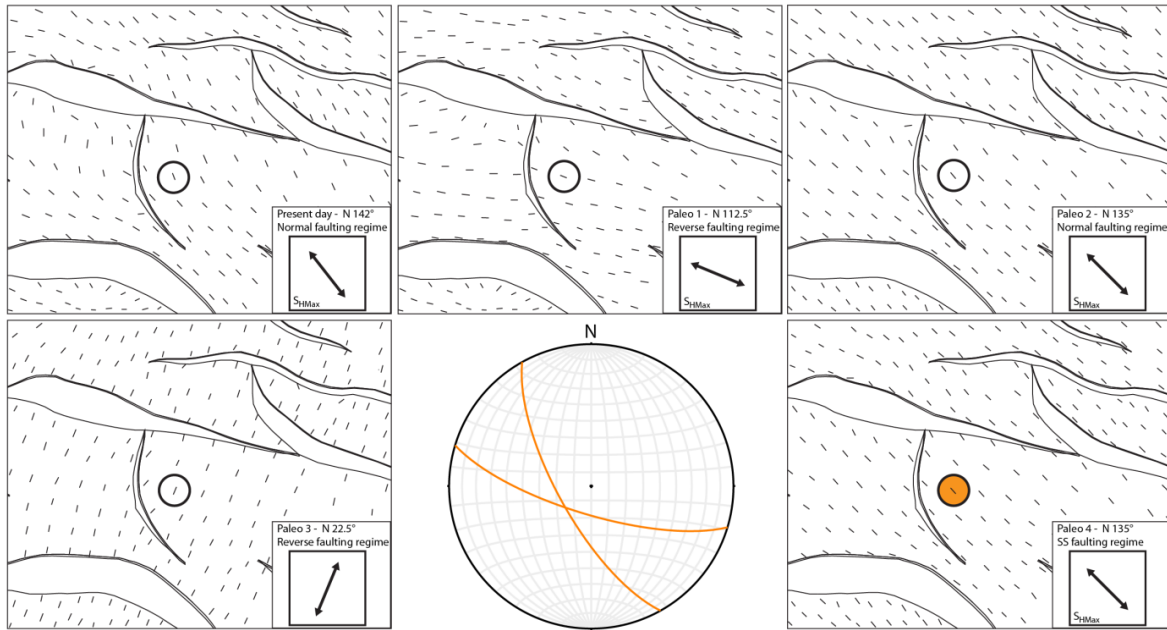 Present day - N 142°
Normal faulting regime
SHMax
Paleo 1 - N 112.5°
Reverse faulting regime
SHMax
Paleo 2 - N 135°
Normal faulting regime
SHMax
Paleo 3 - N 22.5°
Reverse faulting regime
N
Paleo 4 - N 135°
SS faulting regime
SHMax